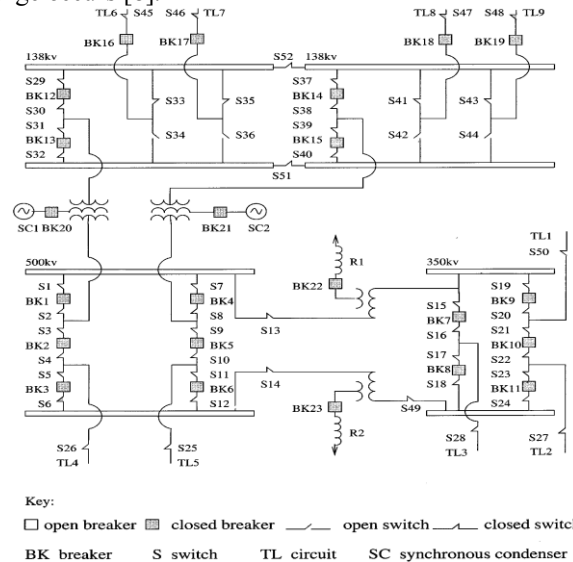 TL6 S45 S46 TL7 TL8 S47 S48 TL9
BK16 BK17 BK18 BK19
138kv S52 138kv
S29 S37
BK12 S33 S35 BK14 S41 S43
S30 S38
S31 S39
BK13 S34 S36 BK15 S42 S44
S32 S40
S51
SC1 BK20 BK21 SC2
TL1
S50
R1
500kv BK22 350kv
S1 S7 S19
BK1 BK4 S15 BK9
S2 S8 S13 BK7 S20
S3 S9 S16 S21
BK2 BK5 BK10
S4 S10 S17 S22
S5 S11 S14 BK8 S23
BK3 BK6 S18 BK11
S6 S12 BK23 S49 S24
S26 S25 R2 S28 S27
TL4 TL5 TL3 TL2
Key:
open breaker closed breaker open switch closed
BK breaker S switch TL circuit SC synchronous condenser